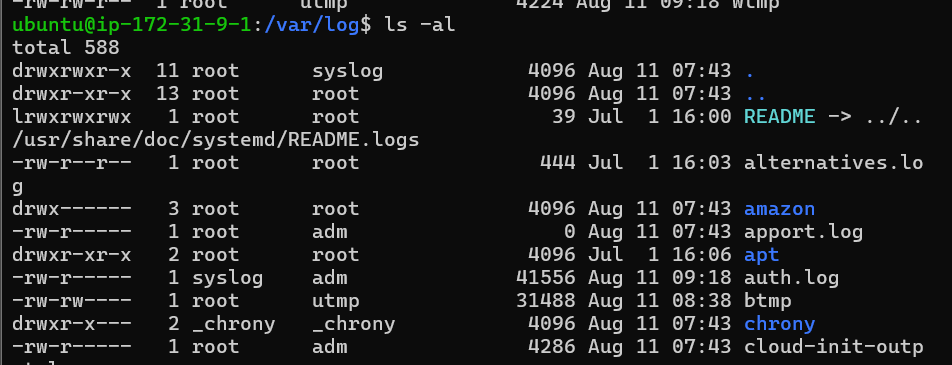 -rw-rw-r--   1 root      utmp                 4224 Aug 11 09:18 wtmp
ubuntu@ip-172-31-9-1:/var/log$ ls -al
total 588
drwxrwxr-x  11 root      syslog            4096 Aug 11 07:43 .
drwxr-xr-x  13 root      root              4096 Aug 11 07:43 ..
lrwxrwxrwx   1 root      root                39 Jul  1 16:00 README -> ../..
/usr/share/doc/systemd/README.logs
-rw-r--r--   1 root      root               444 Jul  1 16:03 alternatives.lo
g
drwx------   3 root      root              4096 Aug 11 07:43 amazon
-rw-r-----   1 root      adm                  0 Aug 11 07:43 apport.log
drwxr-xr-x   2 root      root              4096 Jul  1 16:06 apt
-rw-r-----   1 syslog    adm              41556 Aug 11 09:18 auth.log
-rw-rw----   1 root      utmp             31488 Aug 11 08:38 btmp
drwxr-x---   2 _chrony   _chrony           4096 Aug 11 07:43 chrony
-rw-r-----   1 root      adm               4286 Aug 11 07:43 cloud-init-outp